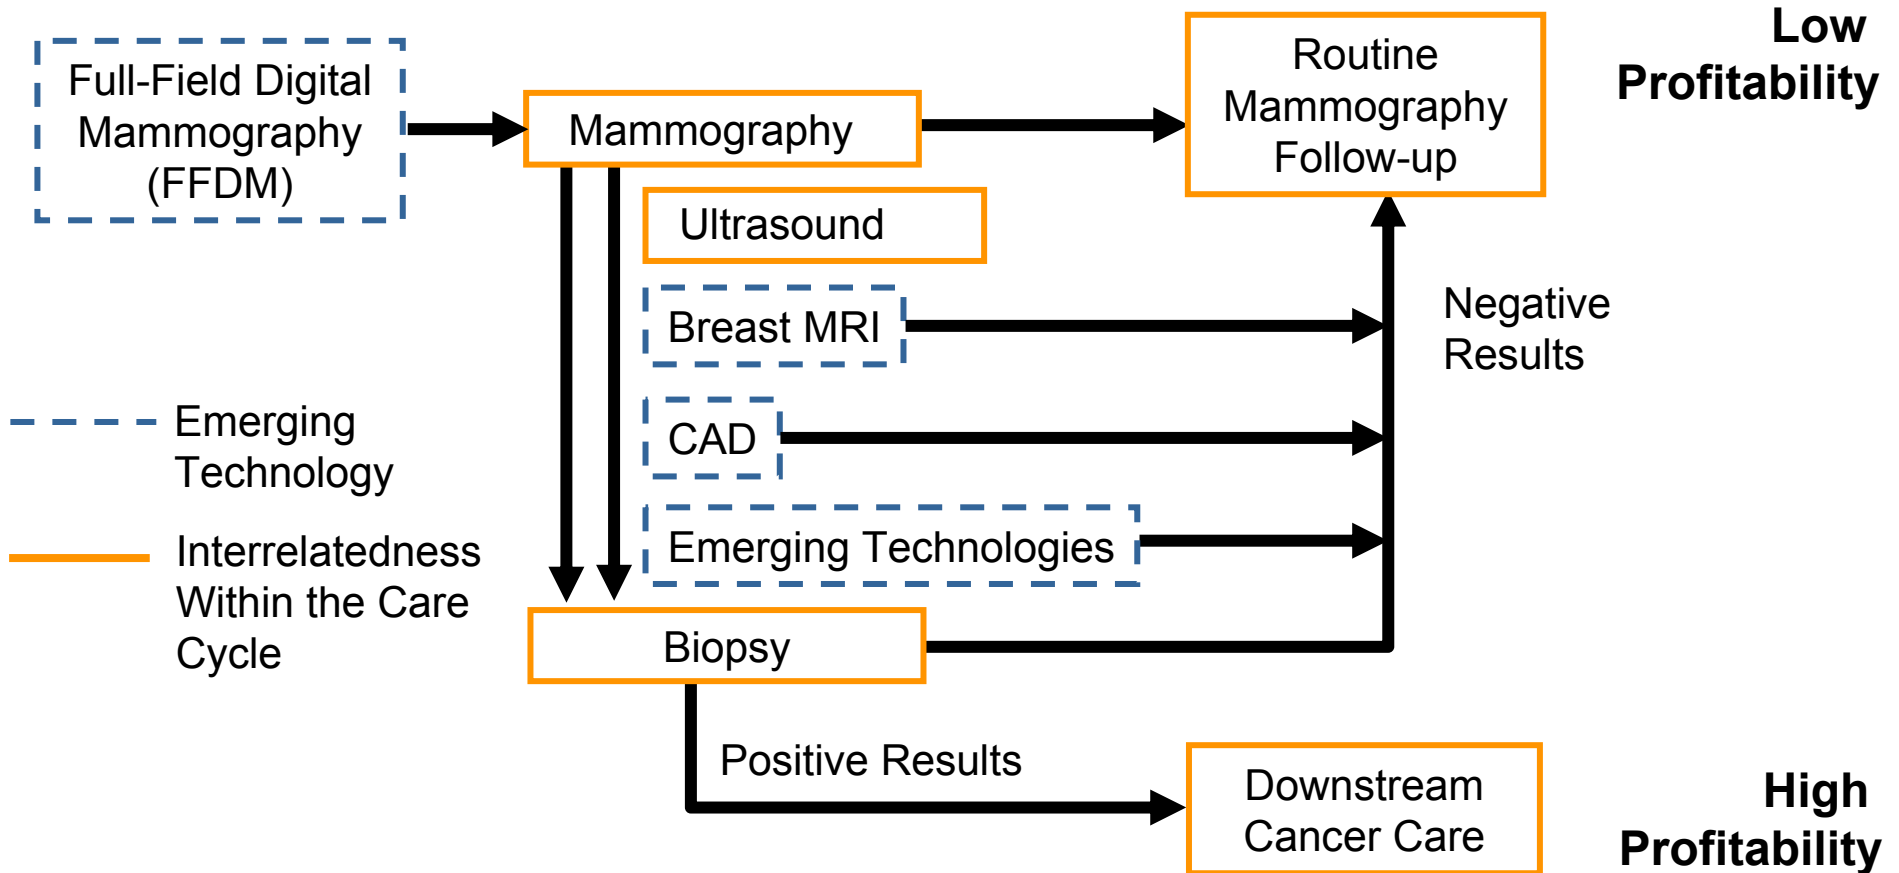 Low
Profitability
Full-Field Digital
Mammography
(FFDM)
Mammography
Routine
Mammography
Follow-up
Ultrasound
Breast MRI
Negative
Results
CAD
Emerging
Technology
Emerging Technologies
Interrelatedness
Within the Care
Cycle
Biopsy
Positive Results
Downstream
Cancer Care
High
Profitability